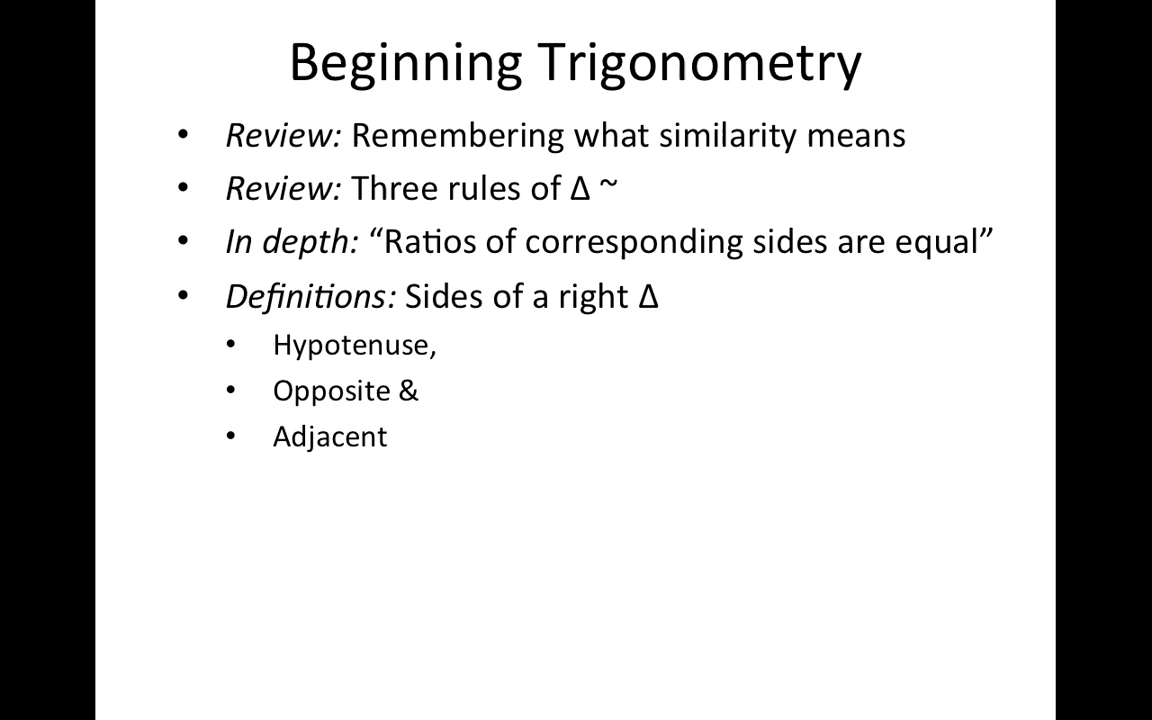 Beginning Trigonometry
• Review: Remembering what similarity means
• Review: Three rules of Δ ~
• In depth: “Ratios of corresponding sides are equal”
• Definitions: Sides of a right Δ
• Hypotenuse,
• Opposite &
• Adjacent